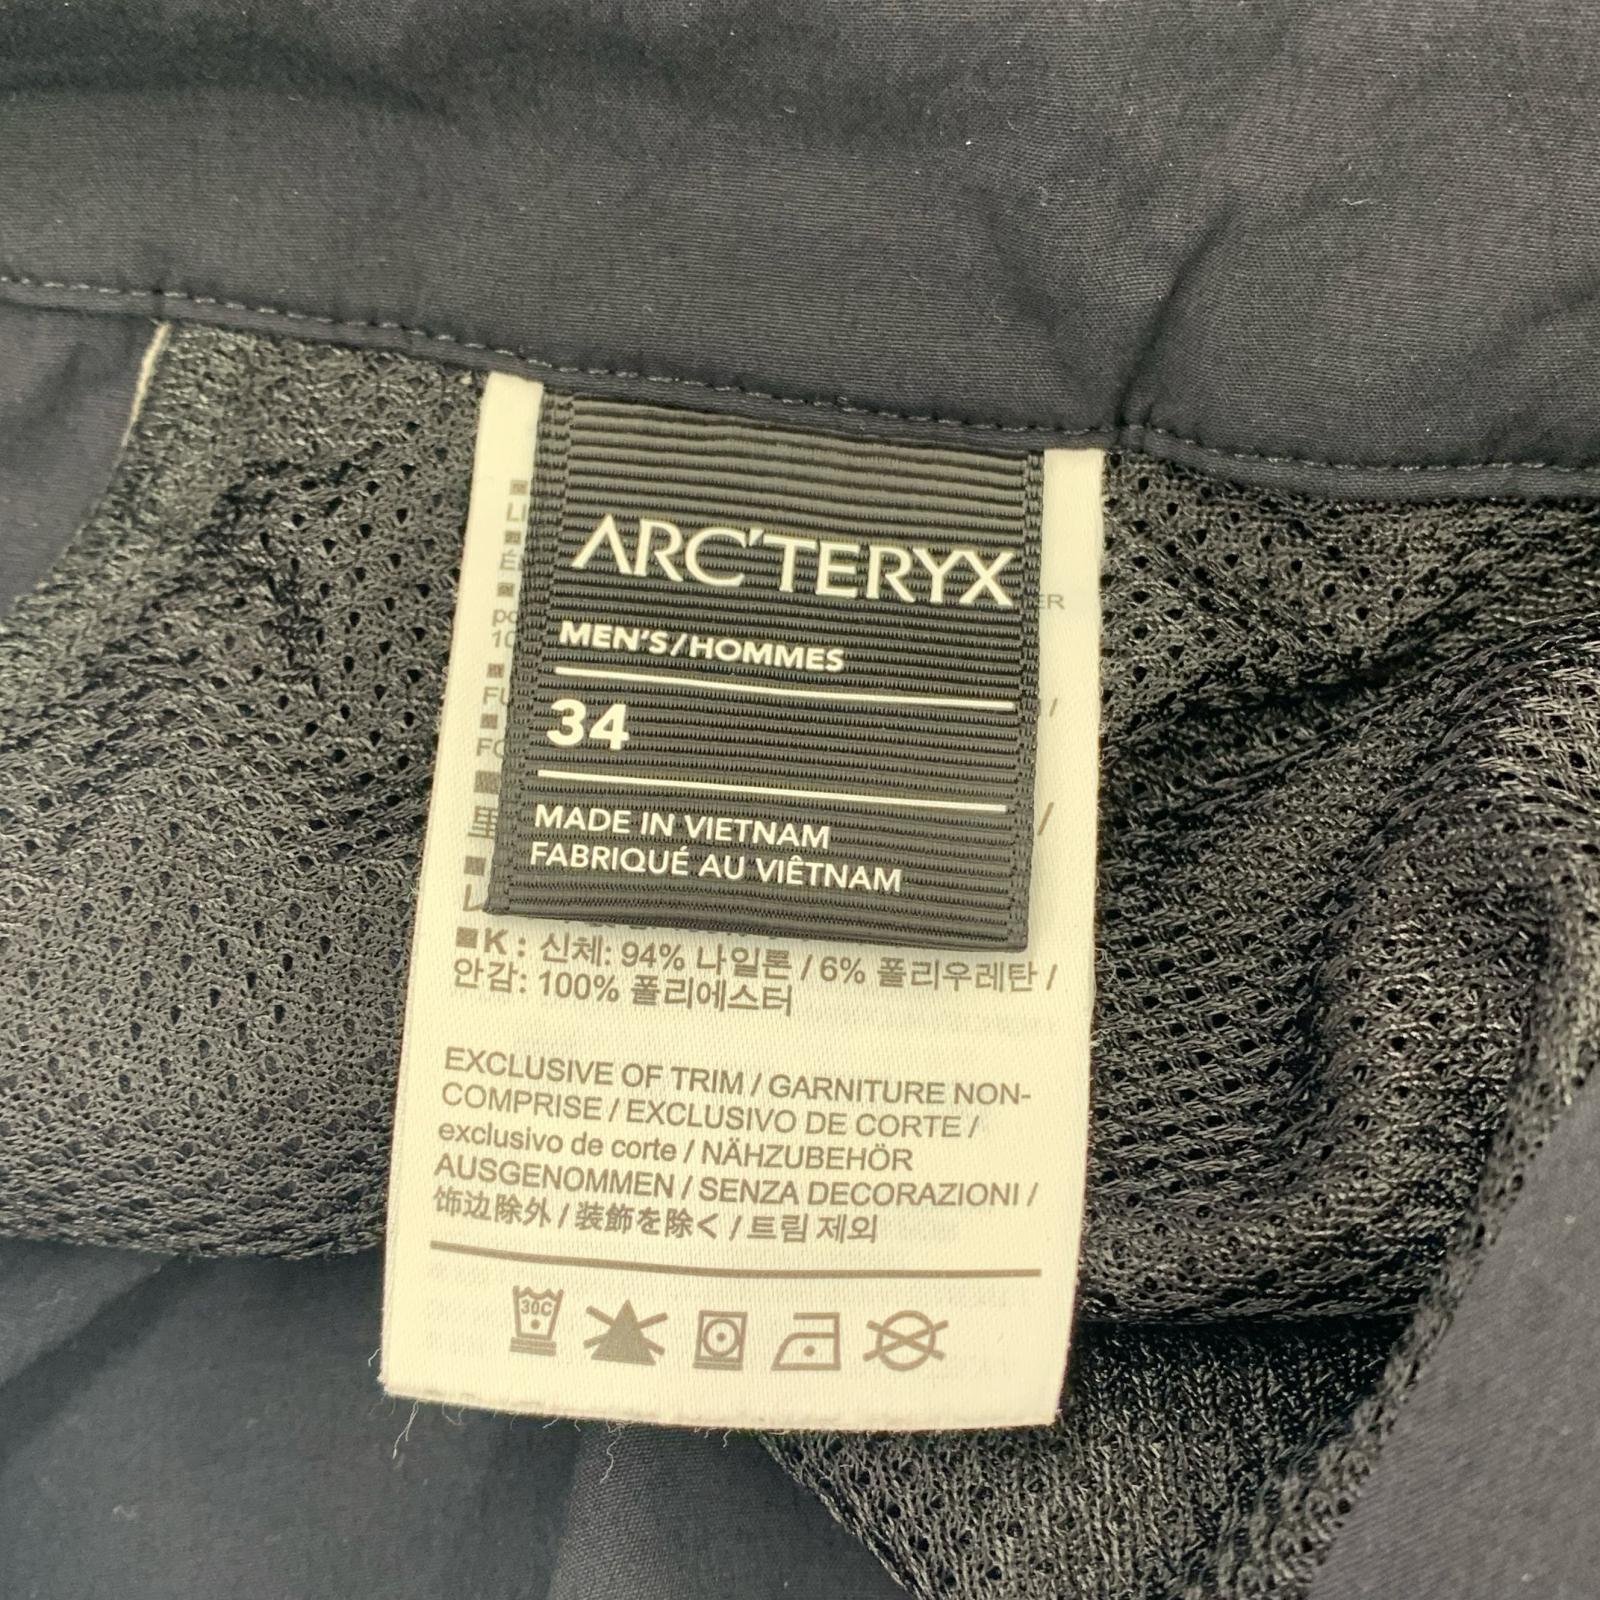 ARC'TERYX
MEN'S/HOMMES
34
MADE IN VIETNAM
FABRIQUÉ AU VIÊTNAM
■K : 신체: 94% 나일론 / 6% 폴리우레탄 /
안감: 100% 폴리에스터
EXCLUSIVE OF TRIM / GARNITURE NON-
COMPRISE / EXCLUSIVO DE CORTE /
exclusivo de corte / NÄHZUBEHÖR
AUSGENOMMEN / SENZA DECORAZIONI /
饰边除外 / 装飾を除く / 트림 제외
30C